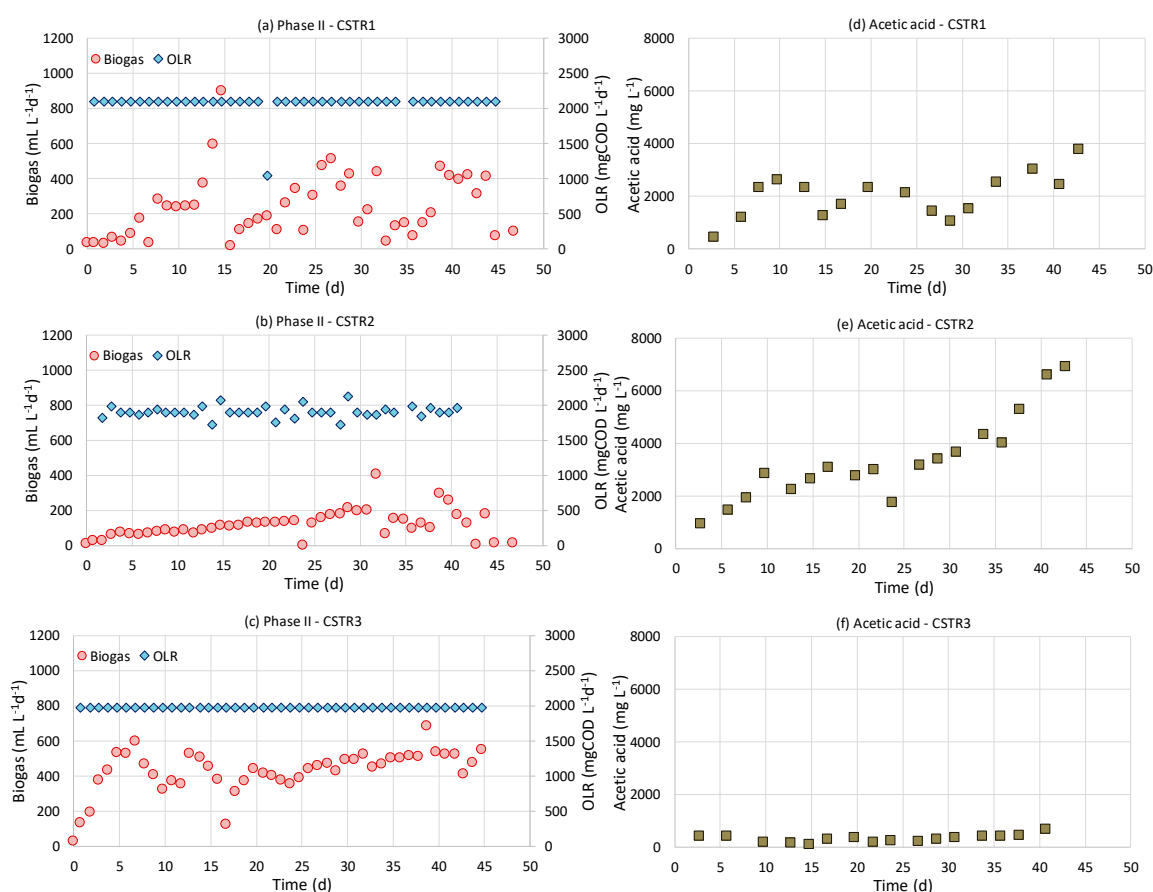 (a) Phase II - CSTR1
Biogas OLR
1200
1000
800
600
400
200
0
Biogas (mL L-1d-1)
3000
2500
2000
1500
1000
500
0
OLR (mgCOD L-1d-1)
0 5 10 15 20 25 30 35 40 45 50
Time (d)
(d) Acetic acid - CSTR1
8000
6000
4000
2000
0
Acetic acid (mg L-1)
0 5 10 15 20 25 30 35 40 45 50
Time (d)
(b) Phase II - CSTR2
Biogas OLR
1200
1000
800
600
400
200
0
Biogas (mL L-1d-1)
3000
2500
2000
1500
1000
500
0
OLR (mgCOD L-1d-1)
0 5 10 15 20 25 30 35 40 45 50
Time (d)
(e) Acetic acid - CSTR2
8000
6000
4000
2000
0
Acetic acid (mg L-1)
0 5 10 15 20 25 30 35 40 45 50
Time (d)
(c) Phase II - CSTR3
Biogas OLR
1200
1000
800
600
400
200
0
Biogas (mL L-1d-1)
3000
2500
2000
1500
1000
500
0
OLR (mgCOD L-1d-1)
0 5 10 15 20 25 30 35 40 45 50
Time (d)
(f) Acetic acid - CSTR3
8000
6000
4000
2000
0
Acetic acid (mg L-1)
0 5 10 15 20 25 30 35 40 45 50
Time (d)